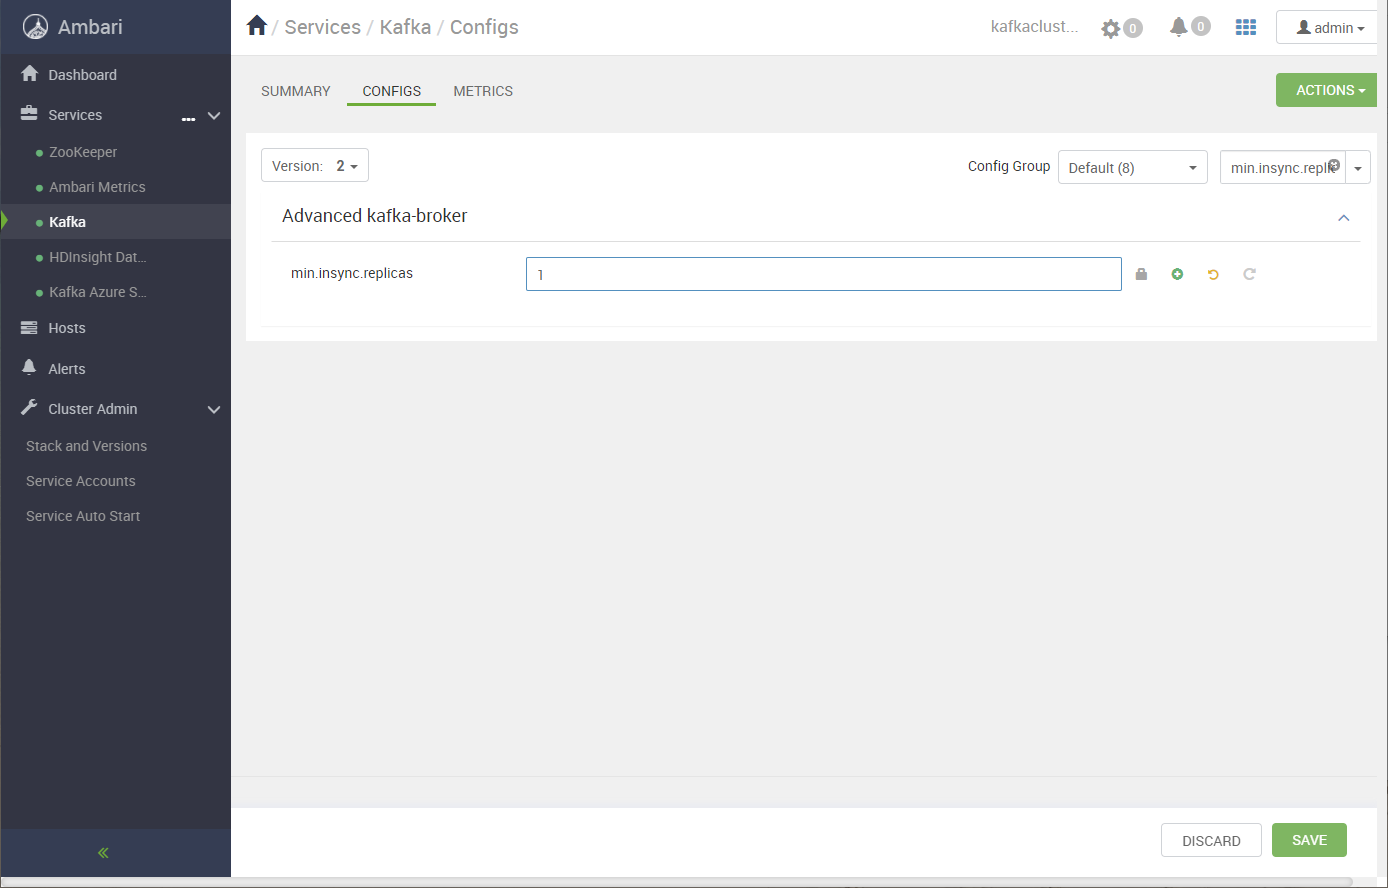 Ambari
/ Services / Kafka / Configs
kafkaclust...
0
0
admin
Dashboard
Services
...
ZooKeeper
Ambari Metrics
Kafka
HDInsight Dat...
Kafka Azure S...
Hosts
Alerts
Cluster Admin
Stack and Versions
Service Accounts
Service Auto Start
SUMMARY
CONFIGS
METRICS
ACTIONS
Version: 2
Config Group
Default (8)
min.insync.repli
Advanced kafka-broker
min.insync.replicas
1
DISCARD
SAVE